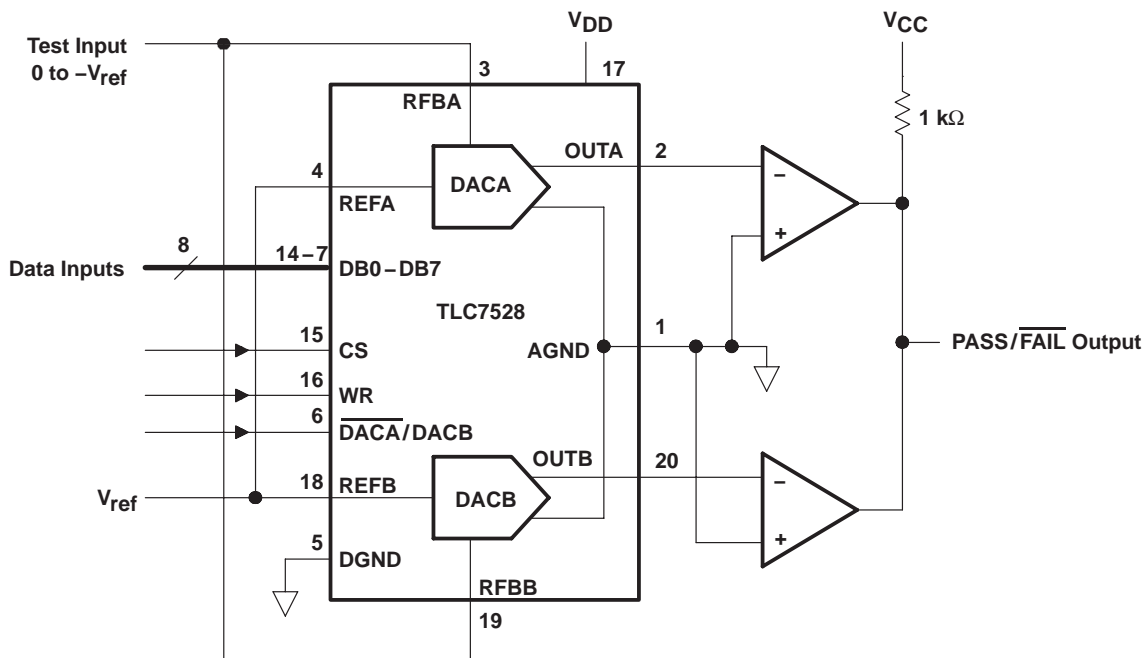 Test Input
0 to –Vref
VDD
VCC
3
17
RFBA
1 kΩ
OUTA
2
4
DACA
REFA
–
+
8
14–7
Data Inputs
DB0–DB7
TLC7528
15
CS
AGND
1
PASS/FAIL Output
16
WR
6
DACA/DACB
OUTB
20
18
REFB
DACB
Vref
–
+
5
DGND
RFBB
19